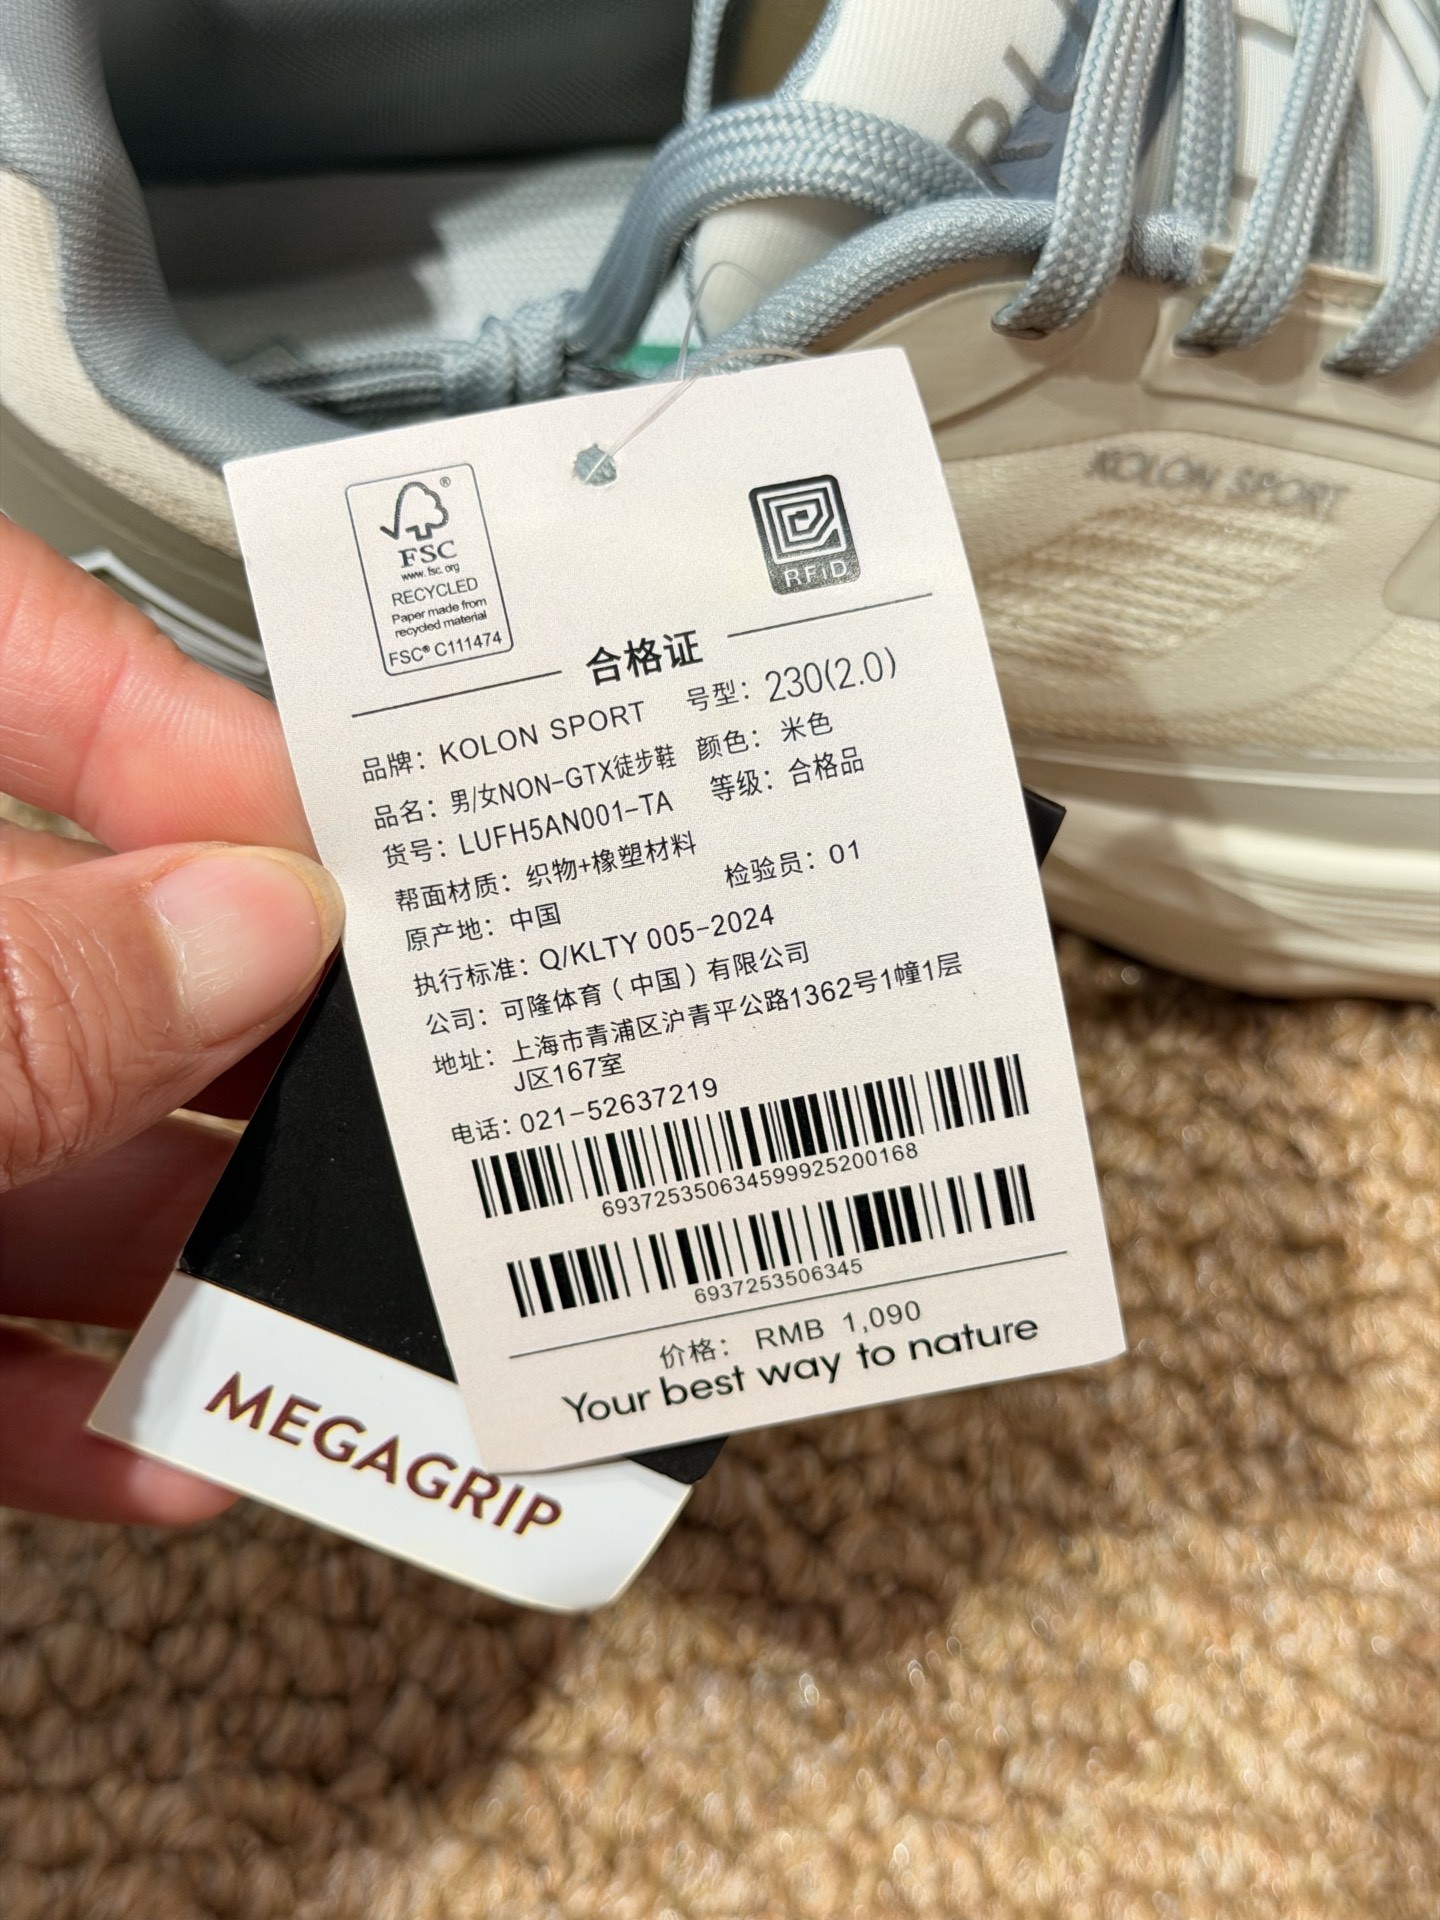 KOLON SPORT
FSC®
www.fsc.org
RECYCLED
Paper made from
recycled material
FSC® C111474
RFiD
合格证
品牌：KOLON SPORT 号型：230(2.0)
品名：男/女NON-GTX徒步鞋 颜色：米色
货号：LUFH5AN001-TA 等级：合格品
帮面材质：织物+橡塑材料
原产地：中国 检验员：01
执行标准：Q/KLTY 005-2024
公司：可隆体育（中国）有限公司
地址：上海市青浦区沪青平公路1362号1幢1层
J区167室
电话：021-52637219
693725350634599925200168
6937253506345
价格： RMB 1,090
Your best way to nature
MEGAGRIP